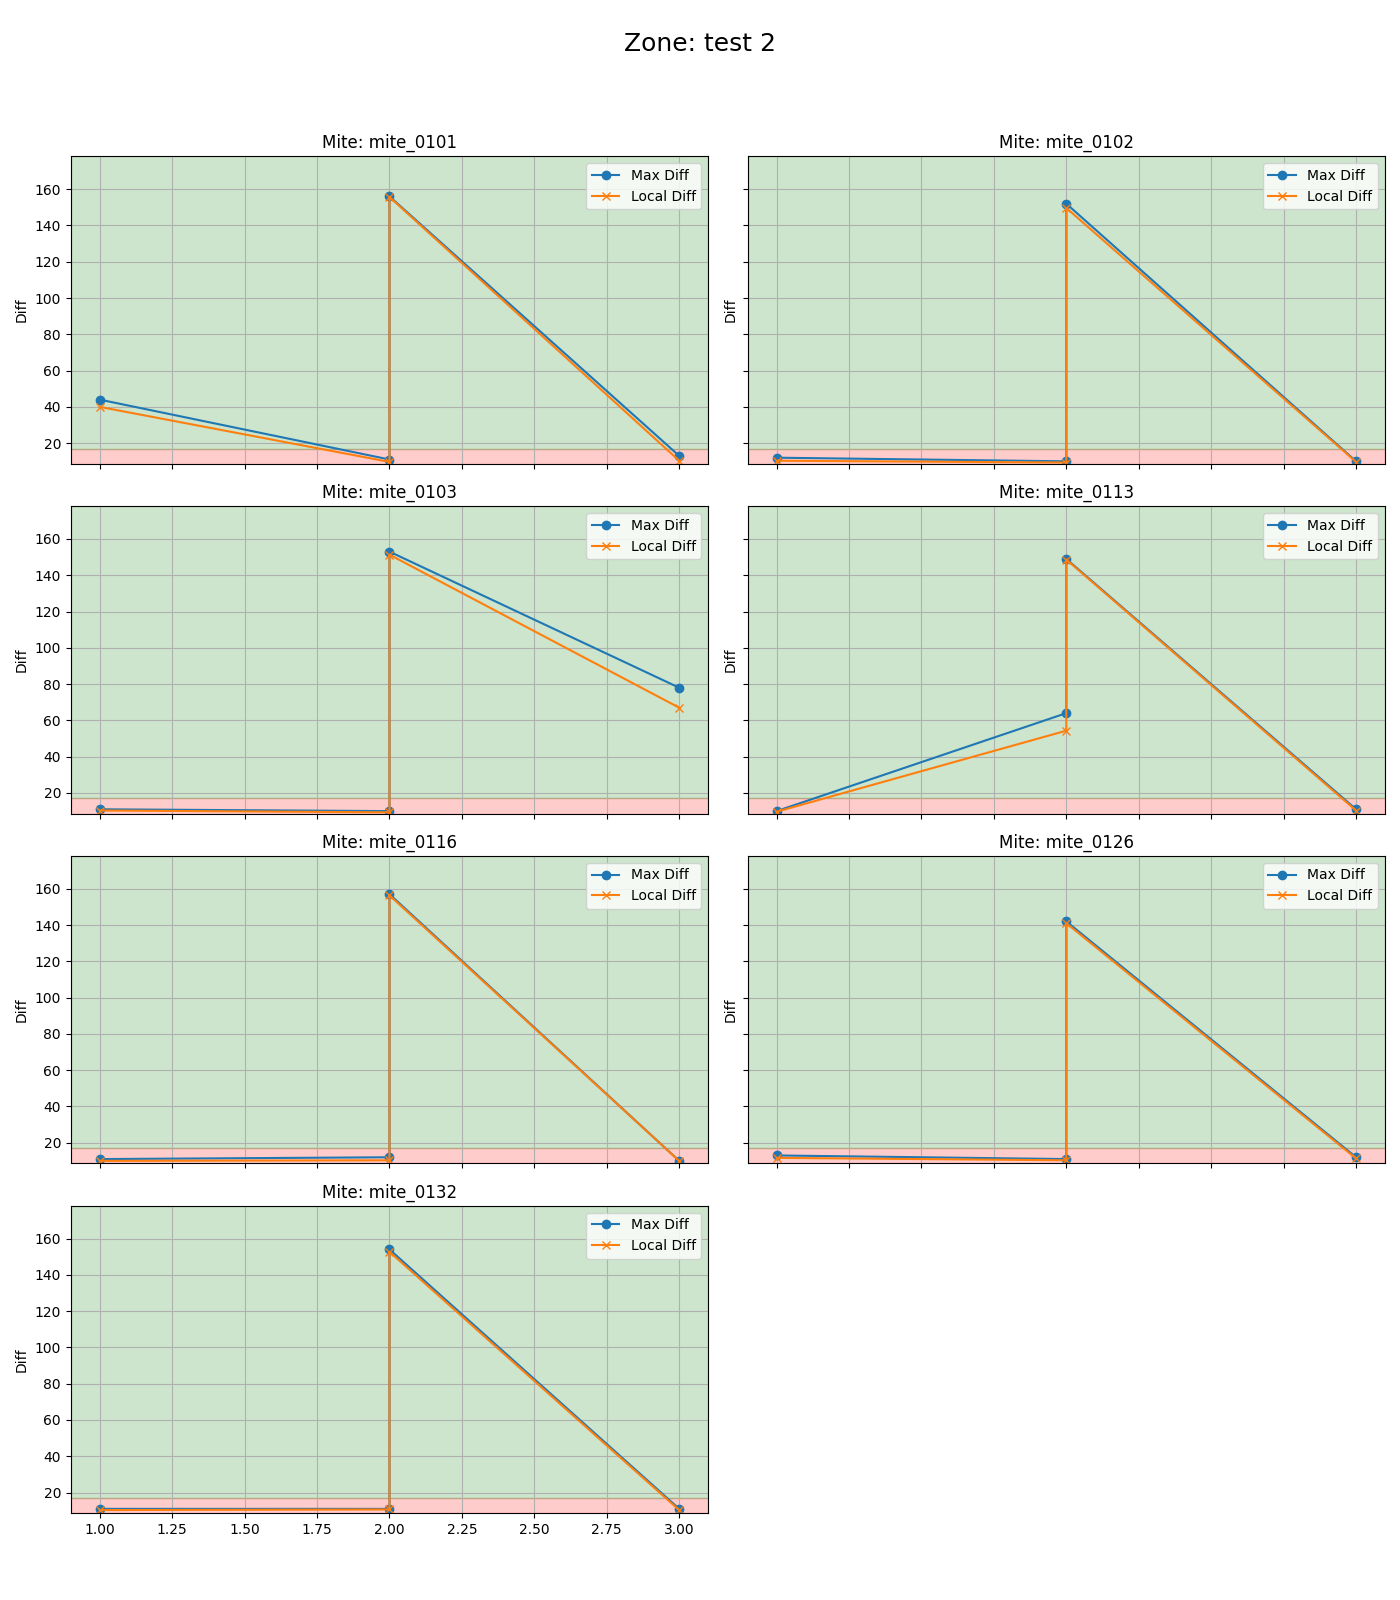 Zone: test 2
Mite: mite_0101
Mite: mite_0102
Diff
160
140
120
100
80
60
40
20
Max Diff
Local Diff
Diff
Max Diff
Local Diff
Mite: mite_0103
Mite: mite_0113
Diff
160
140
120
100
80
60
40
20
Max Diff
Local Diff
Diff
Max Diff
Local Diff
Mite: mite_0116
Mite: mite_0126
Diff
160
140
120
100
80
60
40
20
Max Diff
Local Diff
Diff
Max Diff
Local Diff
Mite: mite_0132
Diff
160
140
120
100
80
60
40
20
Max Diff
Local Diff
1.00 1.25 1.50 1.75 2.00 2.25 2.50 2.75 3.00